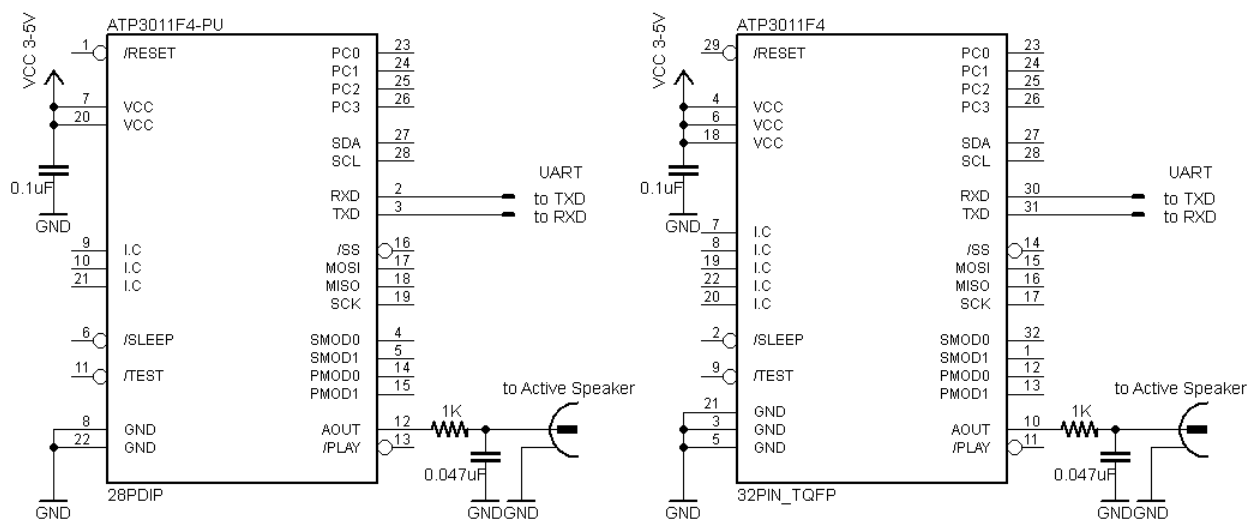 ATP3011F4-PU
VCC 3-5V
1 /RESET
PC0 23
PC1 24
PC2 25
PC3 26
7 VCC
20 VCC
SDA 27
SCL 28
0.1uF
GND
UART
RXD 2 to TXD
TXD 3 to RXD
9 I.C
10 I.C
21 I.C
/SS 16
MOSI 17
MISO 18
SCK 19
6 /SLEEP
SMOD0 4
SMOD1 5
11 /TEST
PMOD0 14
PMOD1 15
to Active Speaker
8 GND
22 GND
AOUT 12
1K
/PLAY 13
0.047uF
28PDIP
GND
GND
GND
ATP3011F4
VCC 3-5V
29 /RESET
PC0 23
PC1 24
PC2 25
PC3 26
4 VCC
6 VCC
18 VCC
SDA 27
SCL 28
0.1uF
GND
UART
RXD 30 to TXD
TXD 31 to RXD
7 I.C
8 I.C
19 I.C
22 I.C
20 I.C
/SS 14
MOSI 15
MISO 16
SCK 17
2 /SLEEP
SMOD0 32
SMOD1 1
9 /TEST
PMOD0 12
PMOD1 13
to Active Speaker
21 GND
3 GND
5 GND
AOUT 10
1K
/PLAY 11
0.047uF
32PIN_TQFP
GND
GND
GND